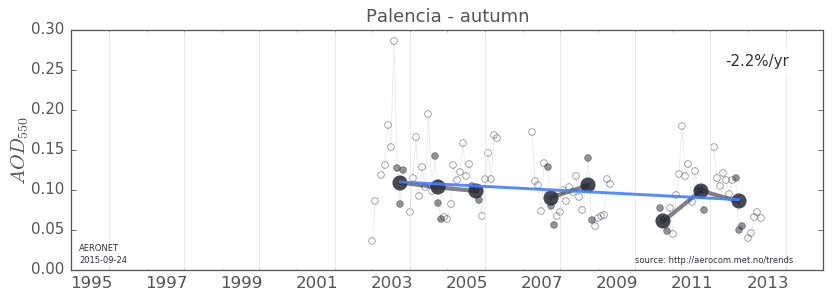 Palencia - autumn
0.30
0.25
0.20
0.15
0.10
0.05
0.00
AOD550
-2.2%/yr
AERONET
2015-09-24
source: http://aerocom.met.no/trends
1995 1997 1999 2001 2003 2005 2007 2009 2011 2013